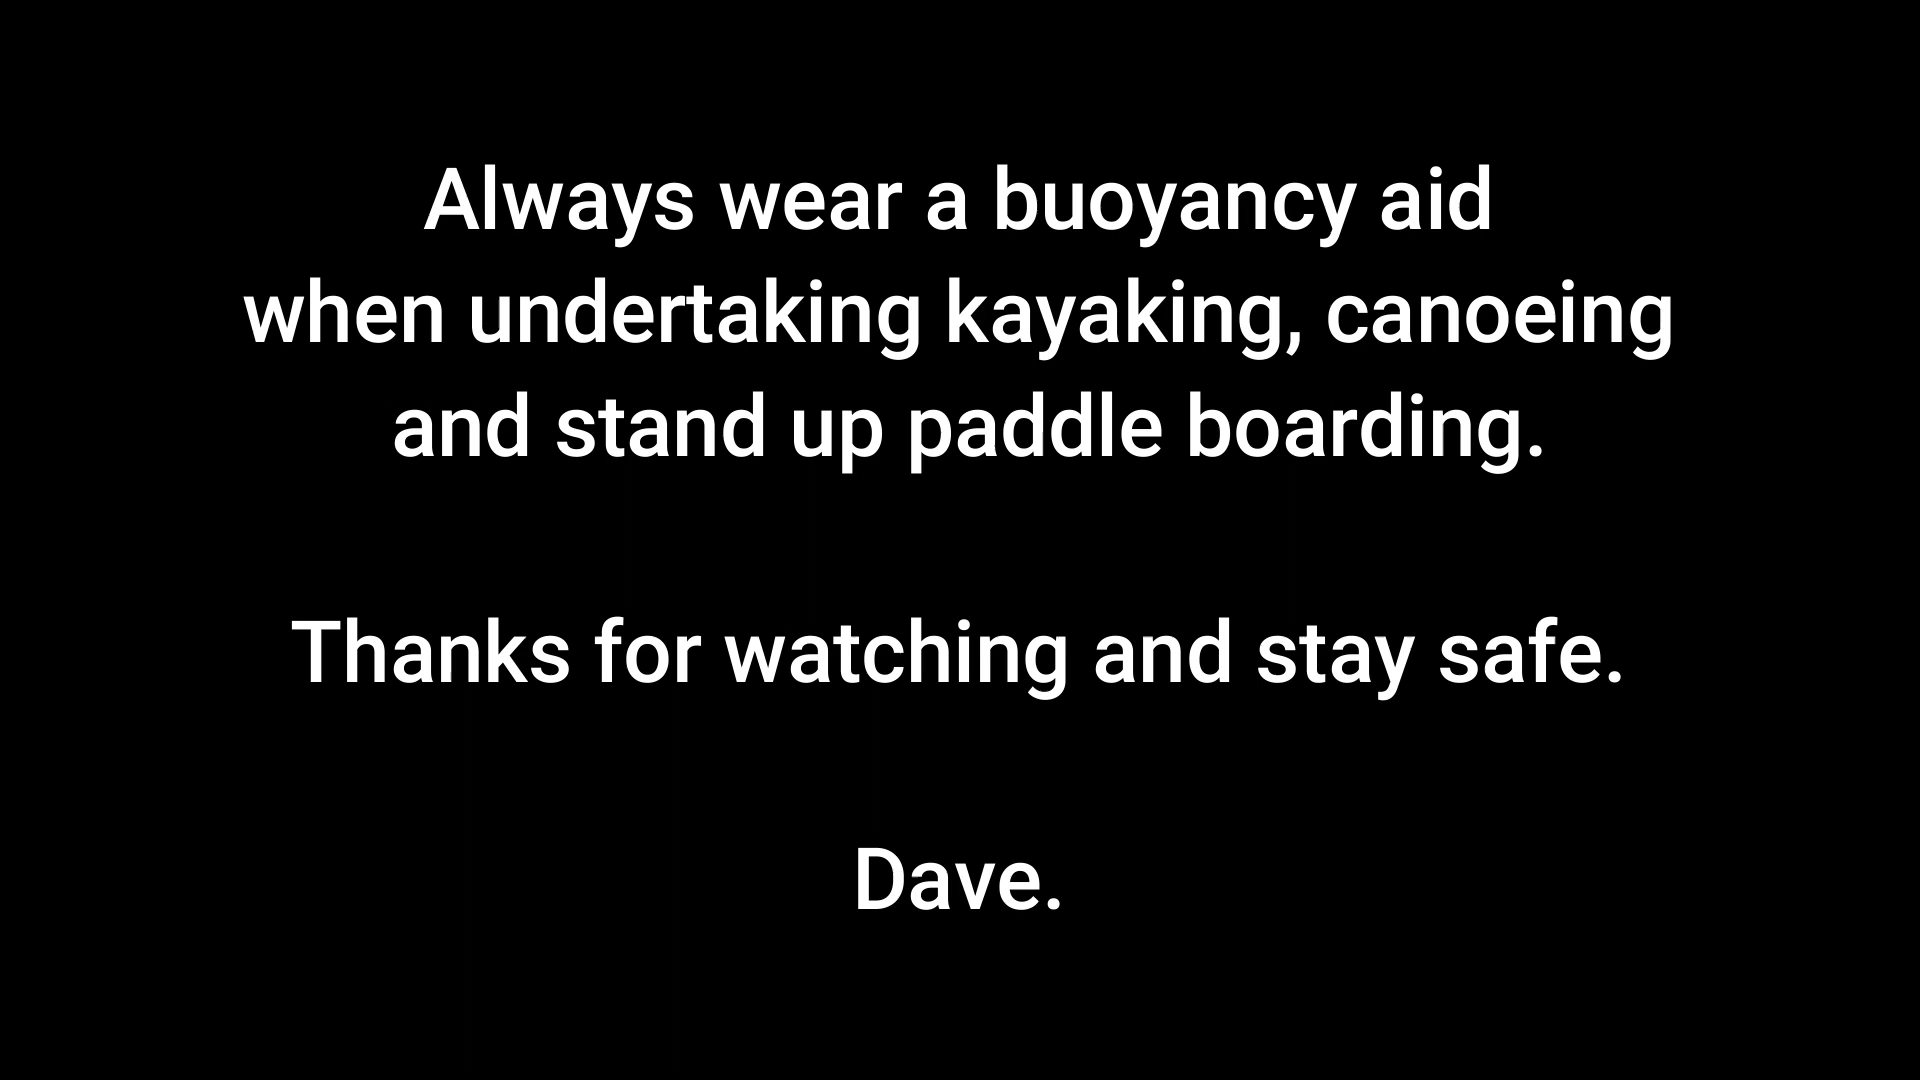 Always wear a buoyancy aid
when undertaking kayaking, canoeing
and stand up paddle boarding.
Thanks for watching and stay safe.
Dave.